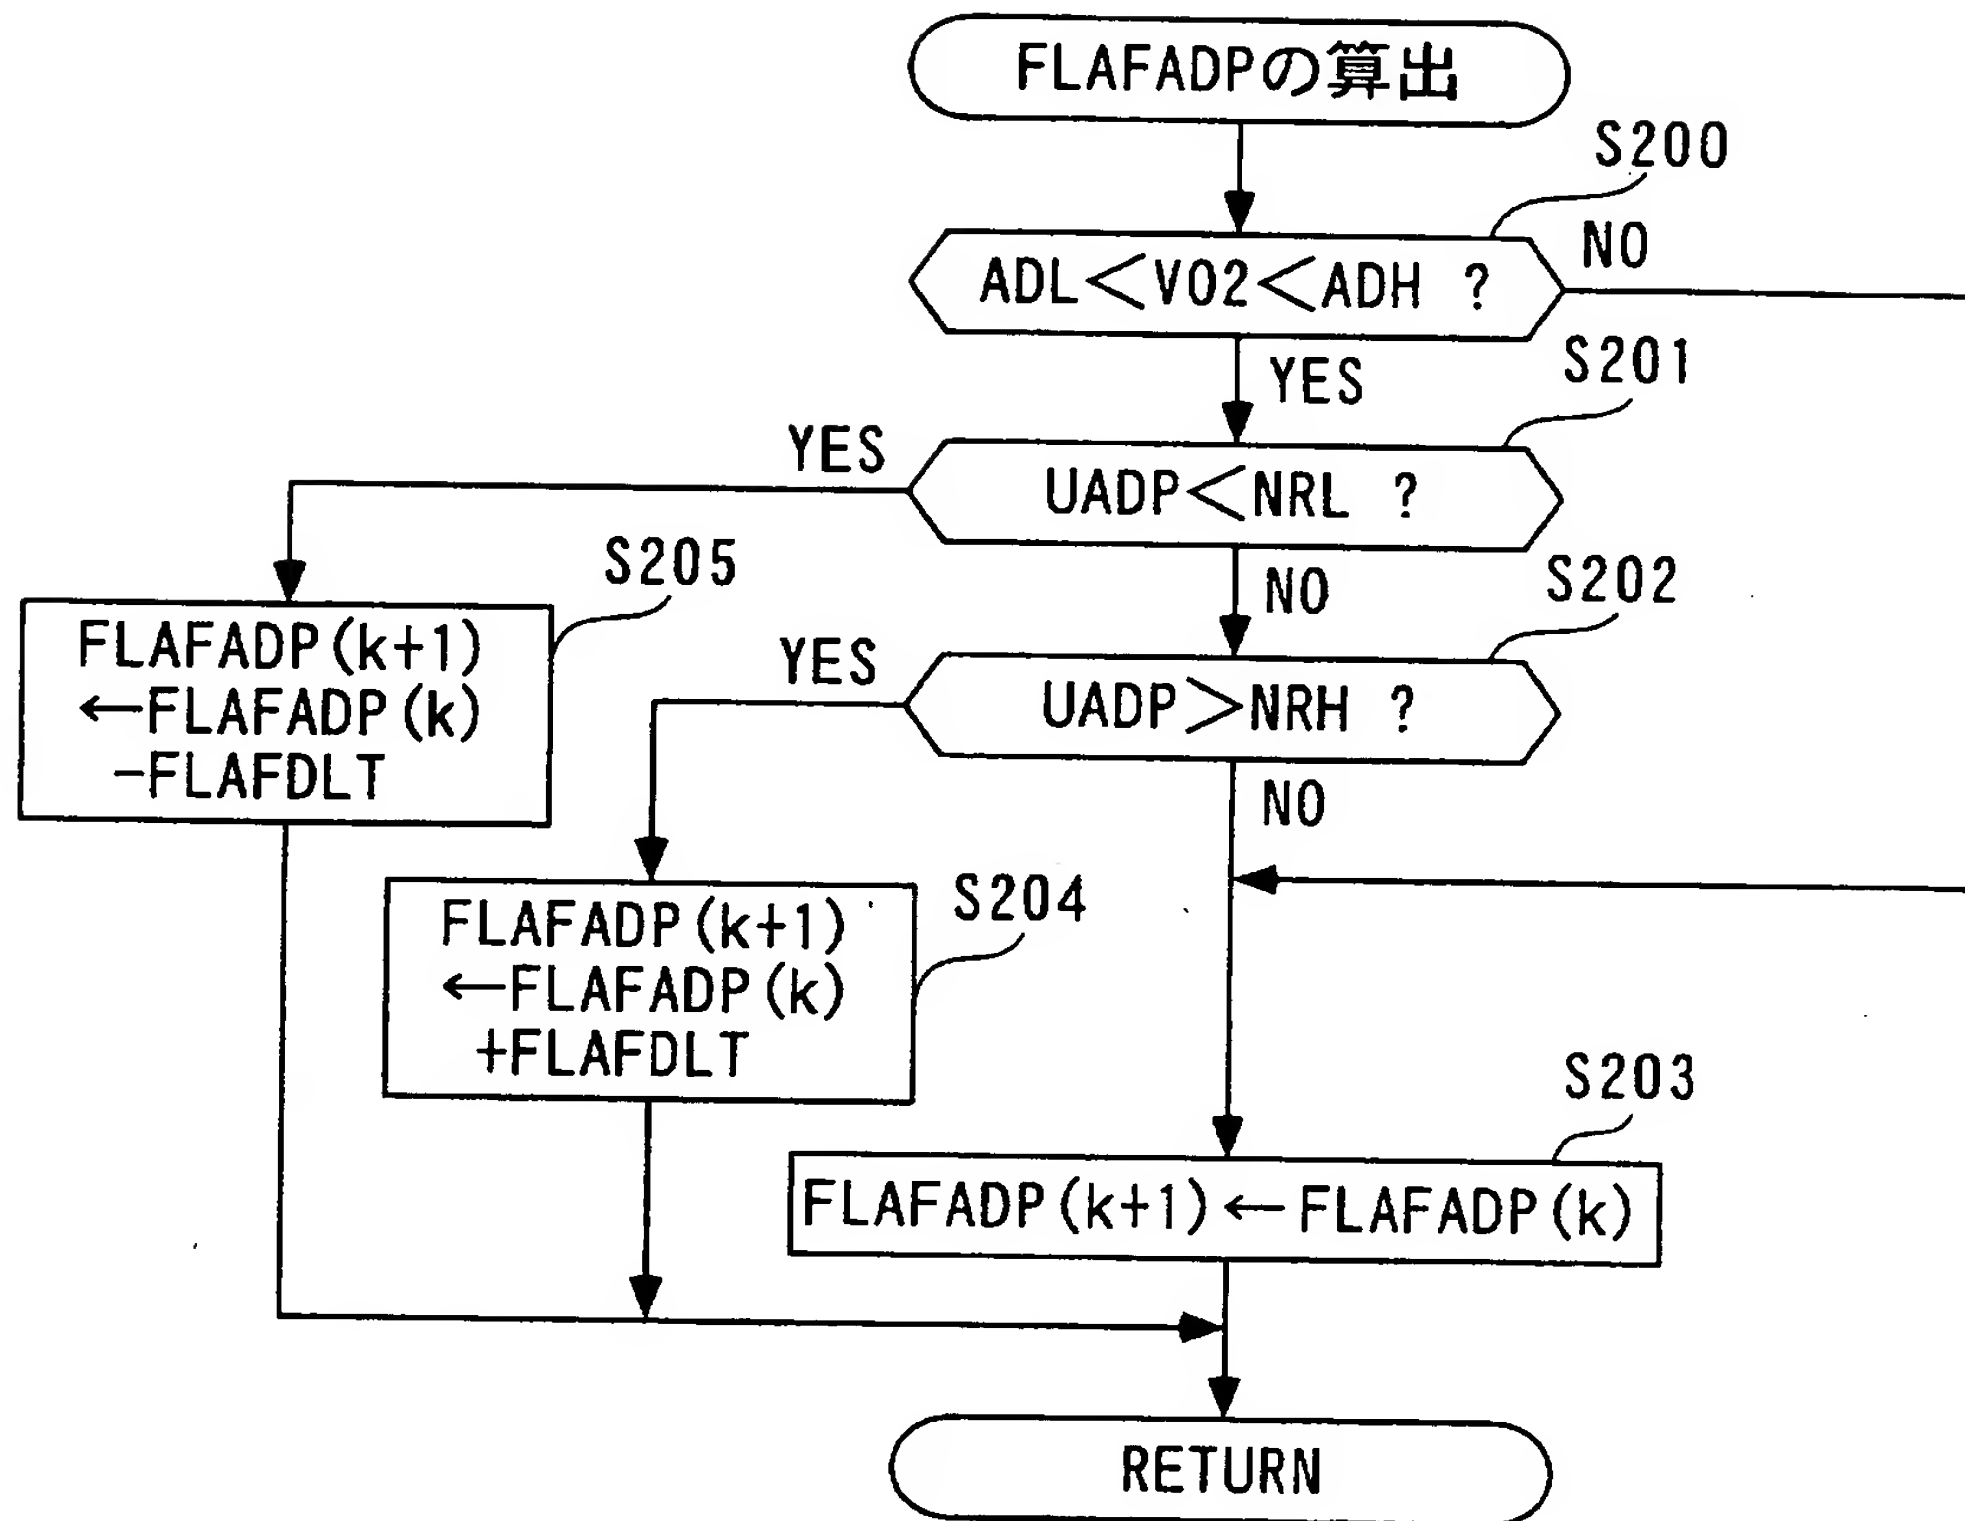 FLAFADPの算出
S200
ADL<VO2<ADH ?
NO
YES
S201
YES
UADP<NRL ?
NO
S205
FLAFADP(k+1)
←FLAFADP(k)
-FLAFDLT
S202
YES
UADP>NRH ?
NO
S204
FLAFADP(k+1)
←FLAFADP(k)
+FLAFDLT
S203
FLAFADP(k+1)←FLAFADP(k)
RETURN